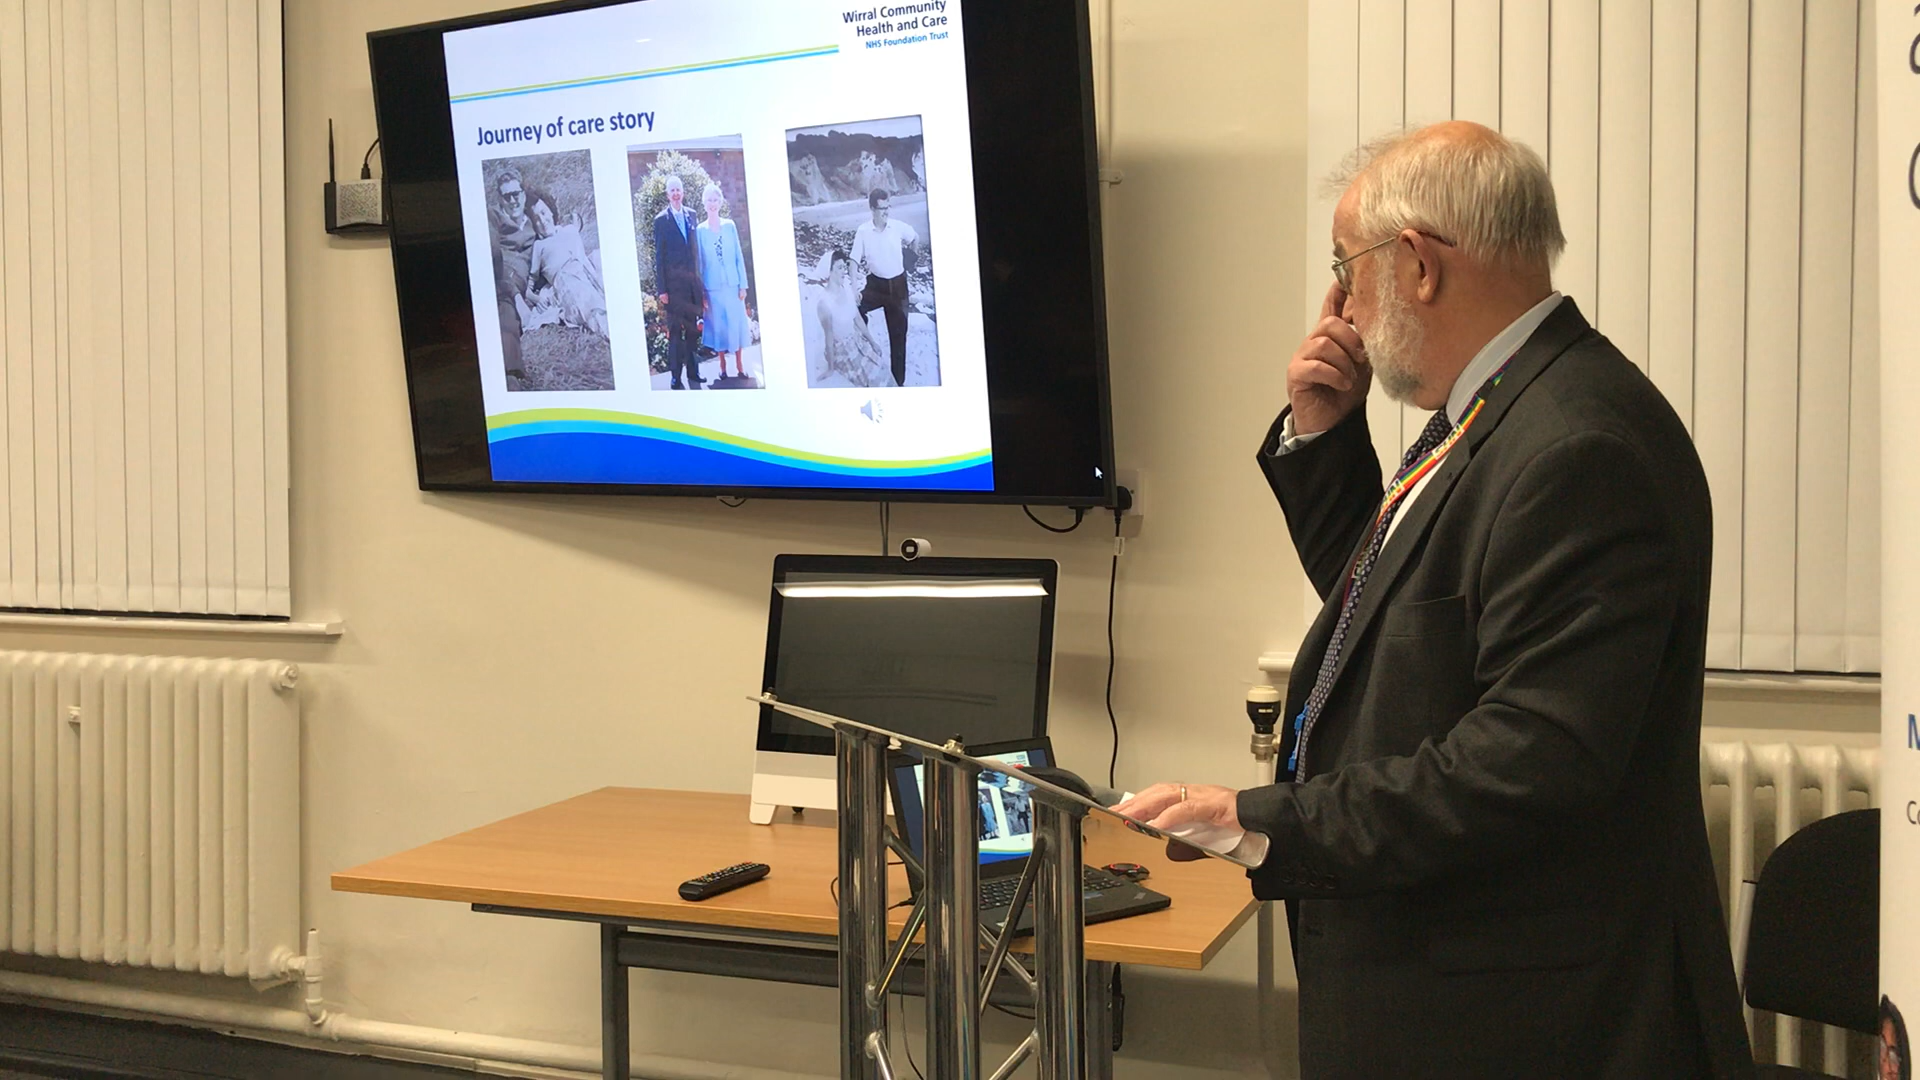 Wirral Community
Health and Care
NHS Foundation Trust
Journey of care story